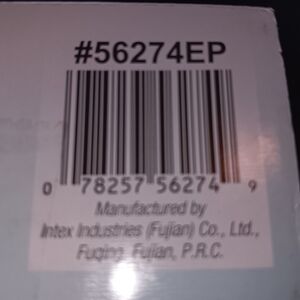 #56274EP
0 78257 56274 9
Manufactured by
Intex Industries (Fujian) Co., Ltd.,
Fuqing, Fujian, P.R.C.